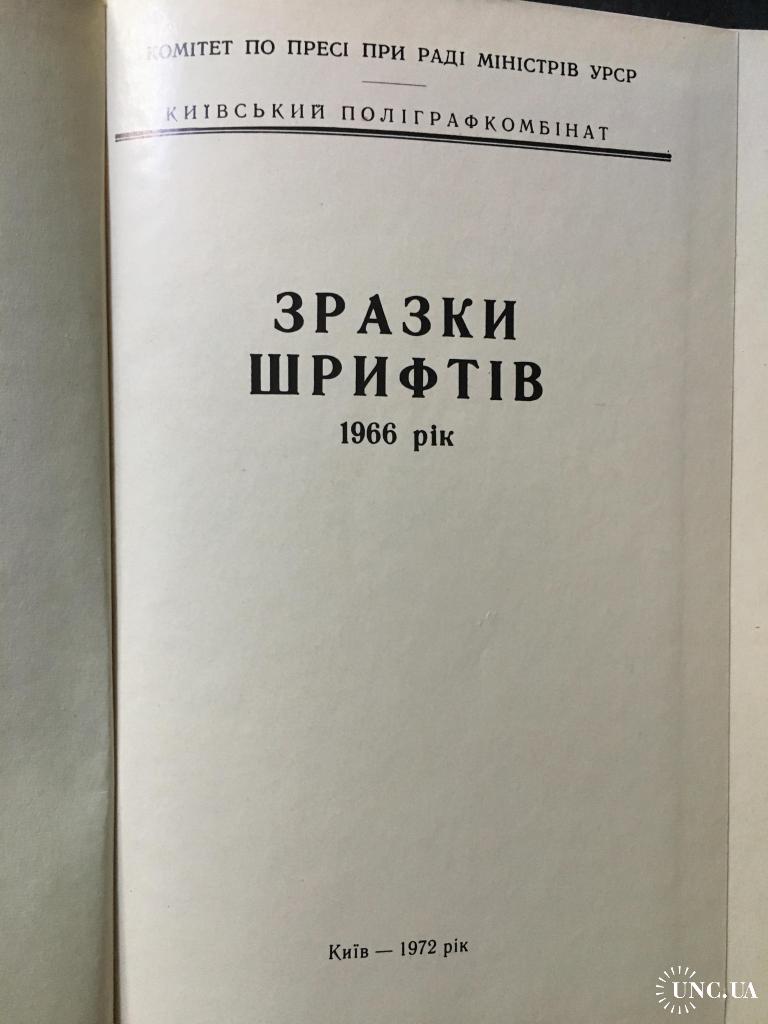 КОМІТЕТ ПО ПРЕСІ ПРИ РАДІ МІНІСТРІВ УРСР
КИЇВСЬКИЙ ПОЛІГРАФКОМБІНАТ
ЗРАЗКИ
ШРИФТІВ
1966 рік
Київ — 1972 рік
UNC.UA